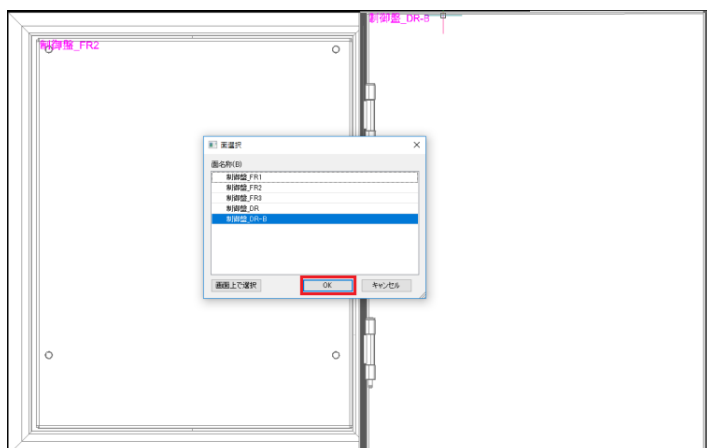 制御盤_FR2
制御盤_DR-B
面選択
面名称(B)
制御盤_FR1
制御盤_FR2
制御盤_FR3
制御盤_DR
制御盤_DR-B
画面上で選択
OK
キャンセル